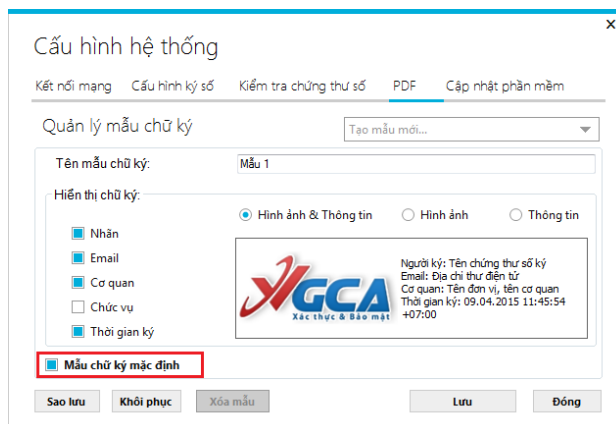 x
Cấu hình hệ thống
Kết nối mạng Cấu hình ký số Kiểm tra chứng thư số PDF Cập nhật phần mềm
Quản lý mẫu chữ ký Tạo mẫu mới...
Tên mẫu chữ ký: Mẫu 1
Hiển thị chữ ký:
Hình ảnh & Thông tin Hình ảnh Thông tin
Nhãn
Email
Cơ quan
Chức vụ
Thời gian ký
VGCA
Xác thực & Bảo mật
Người ký: Tên chứng thư số ký
Email: Địa chỉ thư điện tử
Cơ quan: Tên đơn vị, tên cơ quan
Thời gian ký: 09.04.2015 11:45:54
+07:00
Mẫu chữ ký mặc định
Sao lưu Khôi phục Xóa mẫu Lưu Đóng